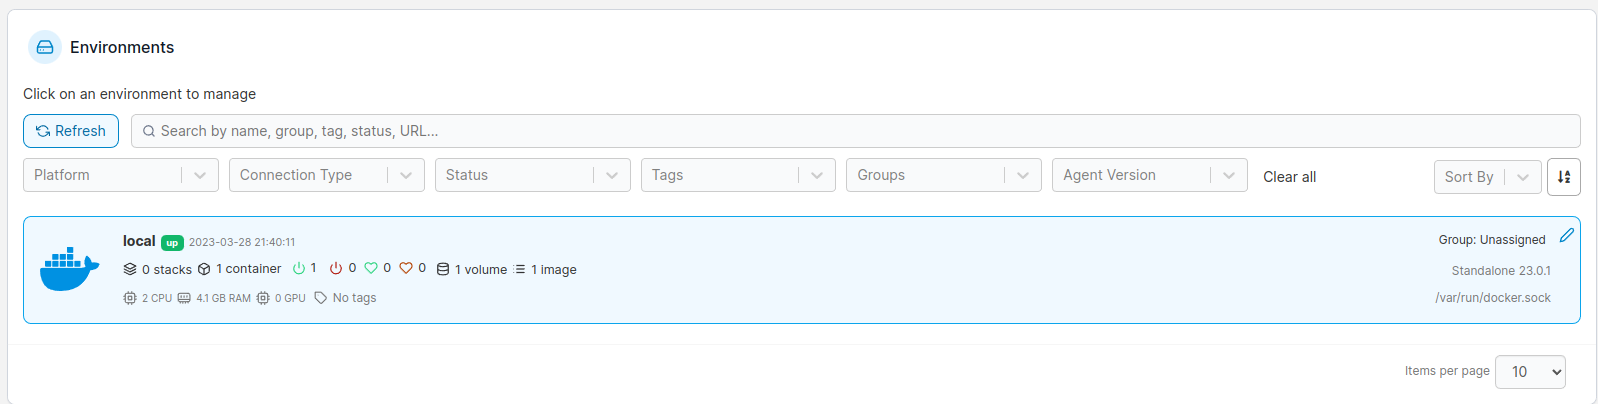 Environments
Click on an environment to manage
Refresh Search by name, group, tag, status, URL...
Platform Connection Type Status Tags Groups Agent Version Clear all Sort By
local up 2023-03-28 21:40:11 Group: Unassigned
0 stacks 1 container 1 0 0 0 1 volume 1 image Standalone 23.0.1
2 CPU 4.1 GB RAM 0 GPU No tags /var/run/docker.sock
Items per page 10